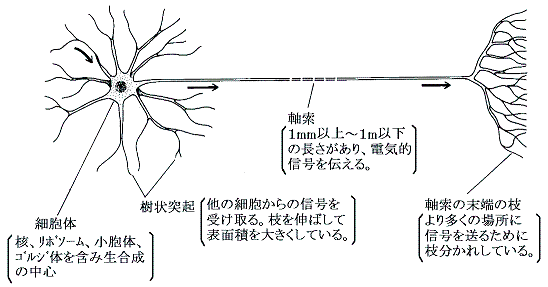 軸索
1mm以上～1m以下
の長さがあり、電気的
信号を伝える。
樹状突起
他の細胞からの信号を
受け取る。枝を伸ばして
表面積を大きくしている。
細胞体
核、リボソーム、小胞体、
ゴルジ体を含み生合成
の中心
軸索の末端の枝
より多くの場所に
信号を送るために
枝分かれしている。